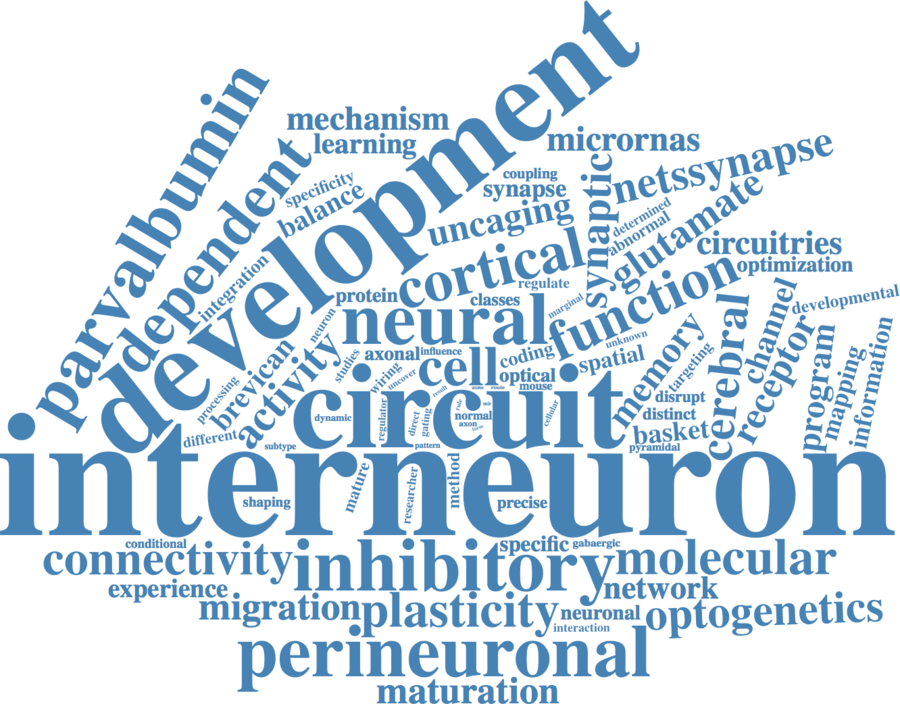 development
parvalbumin
dependent
mechanism
learning
micrornas
specificity
balance
coupling
synapse
uncaging
synaptic
netssynapse
determined
abnormal
glutamate
circuitries
optimization
integration
protein
cortical
regulate
classes
marginal
function
developmental
neuron
neural
unknown
memory
cerebral
channel
receptor
program
mapping
information
processing
brevican
activity
studies
axonal
influence
wiring
uncover
cell
coding
optical
spatial
targeting
mouse
disrupt
distinct
different
subtype
dynamic
circuit
regulator
direct
gating
result
role
normal
axon
cellular
pattern
basket
pyramidal
interneuron
shaping
mature
researcher
method
precise
conditional
connectivity
inhibitory
specific
gabaergic
molecular
experience
network
migration
plasticity
neuronal
optogenetics
interaction
perineuronal
maturation